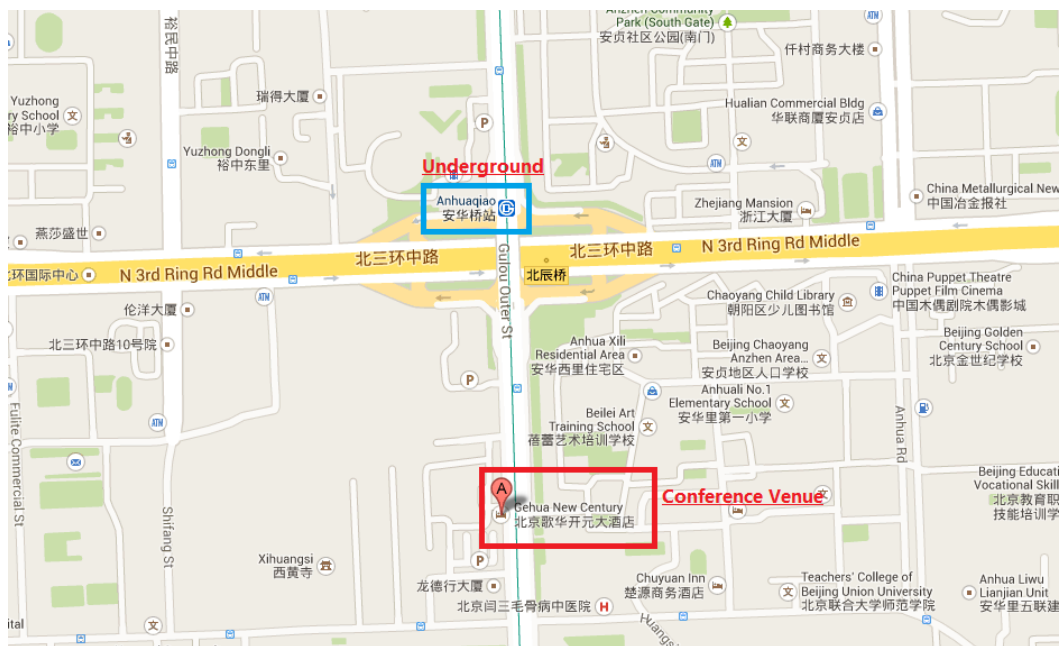 Anzhen Community
Park (South Gate)
安贞社区公园(南门)
ATM
仟村商务大楼
裕民中路
瑞得大厦
P
Yuzhong
ry School
裕中小学
文
Hualian Commercial Bldg
华联商厦安贞店
文
Yuzhong Dongli
裕中东里
Underground
ATM
Anhuaqiao
安华桥站
Zhejiang Mansion
浙江大厦
China Metallurgical New
中国冶金报社
燕莎盛世
北三环中路
北三环中路
N 3rd Ring Rd Middle
环国际中心
N 3rd Ring Rd Middle
Gulou Outer St
北辰桥
China Puppet Theatre
Puppet Film Cinema
中国木偶剧院木偶影城
ATM
Chaoyang Child Library
朝阳区少儿图书馆
伦洋大厦
北三环中路10号院
Anhua Xili
Residential Area
安华西里住宅区
Beijing Chaoyang
Anzhen Area...
安贞地区人口学校
文
Beijing Golden
Century School
北京金世纪学校
P
Anhuali No.1
Elementary School
安华里第一小学
文
Fulite Commercial St
ATM
Beilei Art
Training School
蓓蕾艺术培训学校
文
Anhua Rd
A
Gehua New Century
北京歌华开元大酒店
Conference Venue
文
Beijing Educati
Vocational Skill
北京教育职
技能培训学
Shifang St
Xihuangsi
西黄寺
P
龙德行大厦
Chuyuan Inn
楚源商务酒店
文
Teachers' College of
Beijing Union University
北京联合大学师范学院
Anhua Liwu
Lianjian Unit
安华里五联建
北京闫三毛骨病中医院
H
Huangs
ital
文